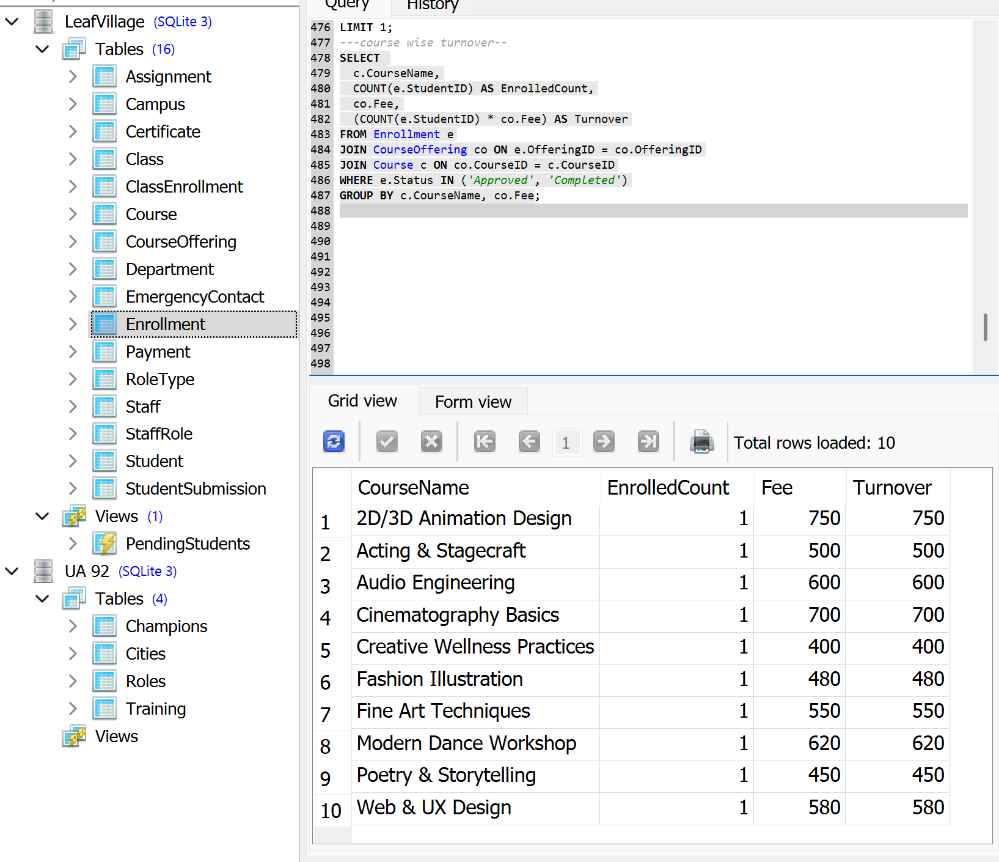 LeafVillage (SQLite 3)
Tables (16)
Assignment
Campus
Certificate
Class
ClassEnrollment
Course
CourseOffering
Department
EmergencyContact
Enrollment
Payment
RoleType
Staff
StaffRole
Student
StudentSubmission
Views (1)
PendingStudents
UA 92 (SQLite 3)
Tables (4)
Champions
Cities
Roles
Training
Views
Query History
476 LIMIT 1;
477 ---course wise turnover--
478 SELECT
479 c.CourseName,
480 COUNT(e.StudentID) AS EnrolledCount,
481 co.Fee,
482 (COUNT(e.StudentID) * co.Fee) AS Turnover
483 FROM Enrollment e
484 JOIN CourseOffering co ON e.OfferingID = co.OfferingID
485 JOIN Course c ON co.CourseID = c.CourseID
486 WHERE e.Status IN ('Approved', 'Completed')
487 GROUP BY c.CourseName, co.Fee;
488
489
490
491
492
493
494
495
496
497
498
Grid view Form view
1 Total rows loaded: 10
CourseName EnrolledCount Fee Turnover
1 2D/3D Animation Design 1 750 750
2 Acting & Stagecraft 1 500 500
3 Audio Engineering 1 600 600
4 Cinematography Basics 1 700 700
5 Creative Wellness Practices 1 400 400
6 Fashion Illustration 1 480 480
7 Fine Art Techniques 1 550 550
8 Modern Dance Workshop 1 620 620
9 Poetry & Storytelling 1 450 450
10 Web & UX Design 1 580 580